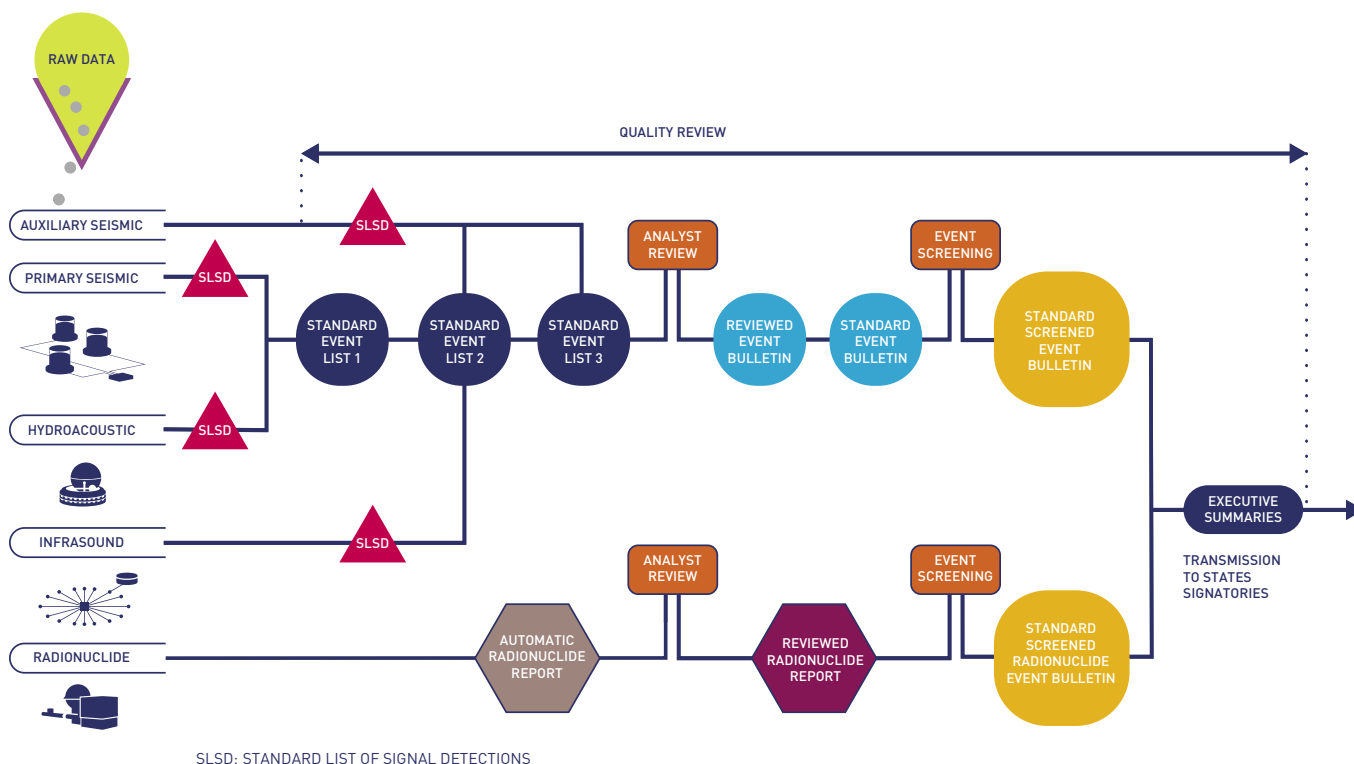 RAW DATA
QUALITY REVIEW
AUXILIARY SEISMIC
SLSD
ANALYST
REVIEW
EVENT
SCREENING
PRIMARY SEISMIC
SLSD
STANDARD
EVENT
LIST 1
STANDARD
EVENT
LIST 2
STANDARD
EVENT
LIST 3
REVIEWED
EVENT
BULLETIN
STANDARD
EVENT
BULLETIN
STANDARD
SCREENED
EVENT
BULLETIN
HYDROACOUSTIC
SLSD
EXECUTIVE
SUMMARIES
TRANSMISSION
TO STATES
SIGNATORIES
INFRASOUND
SLSD
ANALYST
REVIEW
EVENT
SCREENING
RADIONUCLIDE
AUTOMATIC
RADIONUCLIDE
REPORT
REVIEWED
RADIONUCLIDE
REPORT
STANDARD
SCREENED
RADIONUCLIDE
EVENT BULLETIN
SLSD: STANDARD LIST OF SIGNAL DETECTIONS